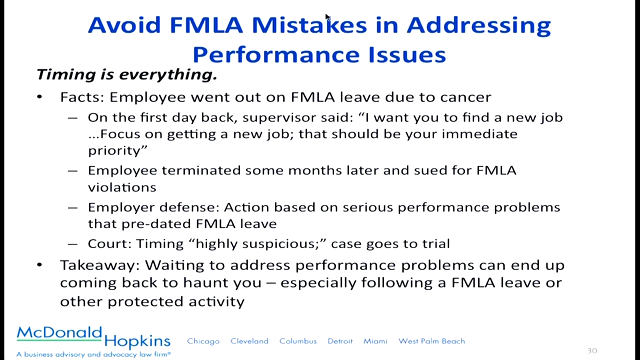 Avoid FMLA Mistakes in Addressing
Performance Issues
Timing is everything.
• Facts: Employee went out on FMLA leave due to cancer
– On the first day back, supervisor said: “I want you to find a new job
...Focus on getting a new job; that should be your immediate
priority”
– Employee terminated some months later and sued for FMLA
violations
– Employer defense: Action based on serious performance problems
that pre-dated FMLA leave
– Court: Timing “highly suspicious;” case goes to trial
• Takeaway: Waiting to address performance problems can end up
coming back to haunt you – especially following a FMLA leave or
other protected activity
McDonald
Hopkins
A business advisory and advocacy law firm®
Chicago Cleveland Columbus Detroit Miami West Palm Beach
30